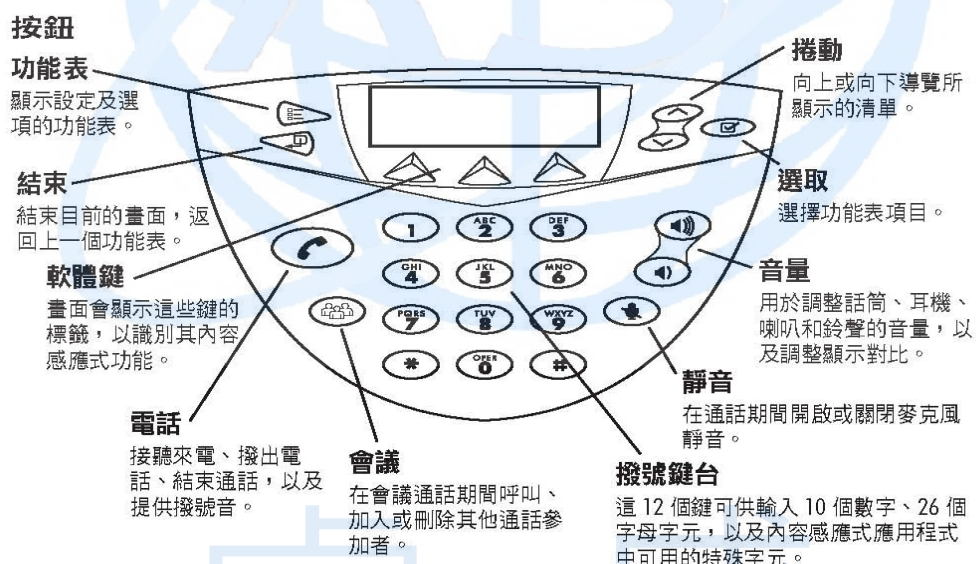 按鈕
功能表
顯示設定及選
項的功能表。
結束
結束目前的畫面，返
回上一個功能表。
軟體鍵
畫面會顯示這些鍵的
標籤，以識別其內容
感應式功能。
電話
接聽來電、撥出電
話、結束通話，以及
提供撥號音。
會議
在會議通話期間呼叫、
加入或刪除其他通話參
加者。
1
ABC
2
DEF
3
GHI
4
JKL
5
MNO
6
PQRS
7
TUV
8
WXYZ
9
*
OPER
0
#
捲動
向上或向下導覽所
顯示的清單。
選取
選擇功能表項目。
音量
用於調整話筒、耳機、
喇叭和鈴聲的音量，以
及調整顯示對比。
靜音
在通話期間開啟或關閉麥克風
靜音。
撥號鍵台
這 12 個鍵可供輸入 10 個數字、26 個
字母字元，以及內容感應式應用程式
中可用的特殊字元。